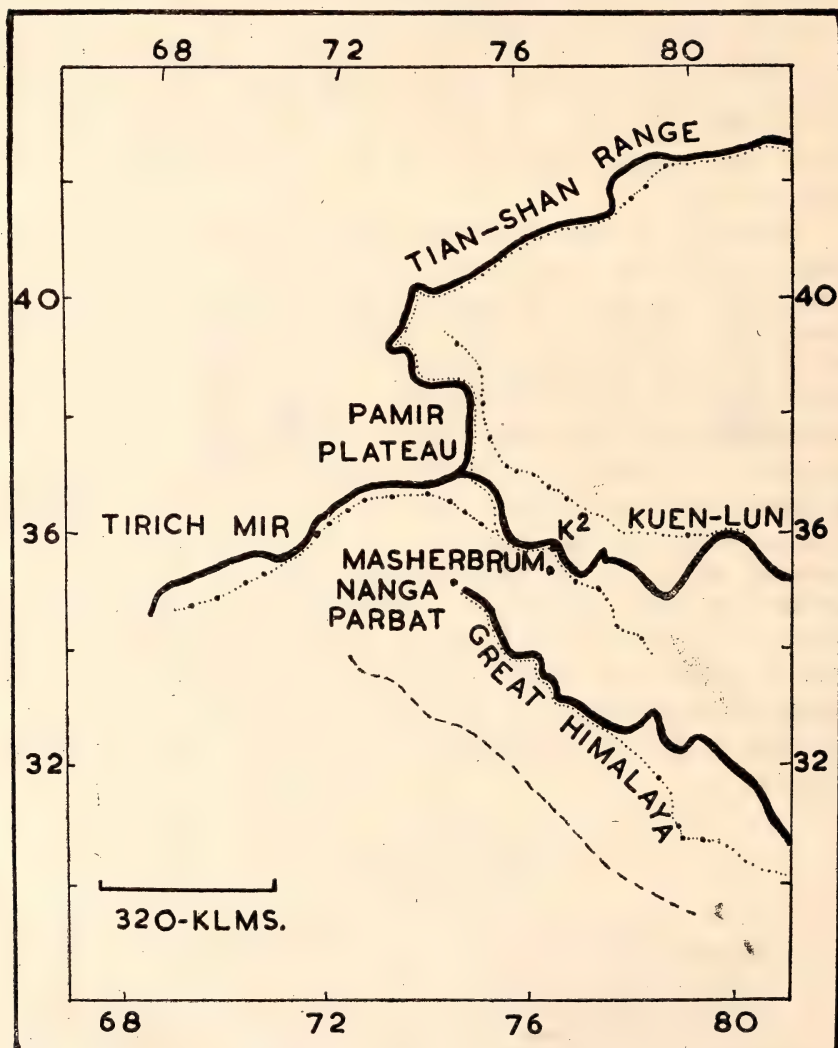 68 72 76 80
TIAN-SHAN RANGE
40 40
PAMIR
PLATEAU
TIRICH MIR
K²
KUEN-LUN
36
MASHERBRUM.
NANGA
PARBAT
GREAT HIMALAYA
32 32
320-KLMS.
68 72 76 80